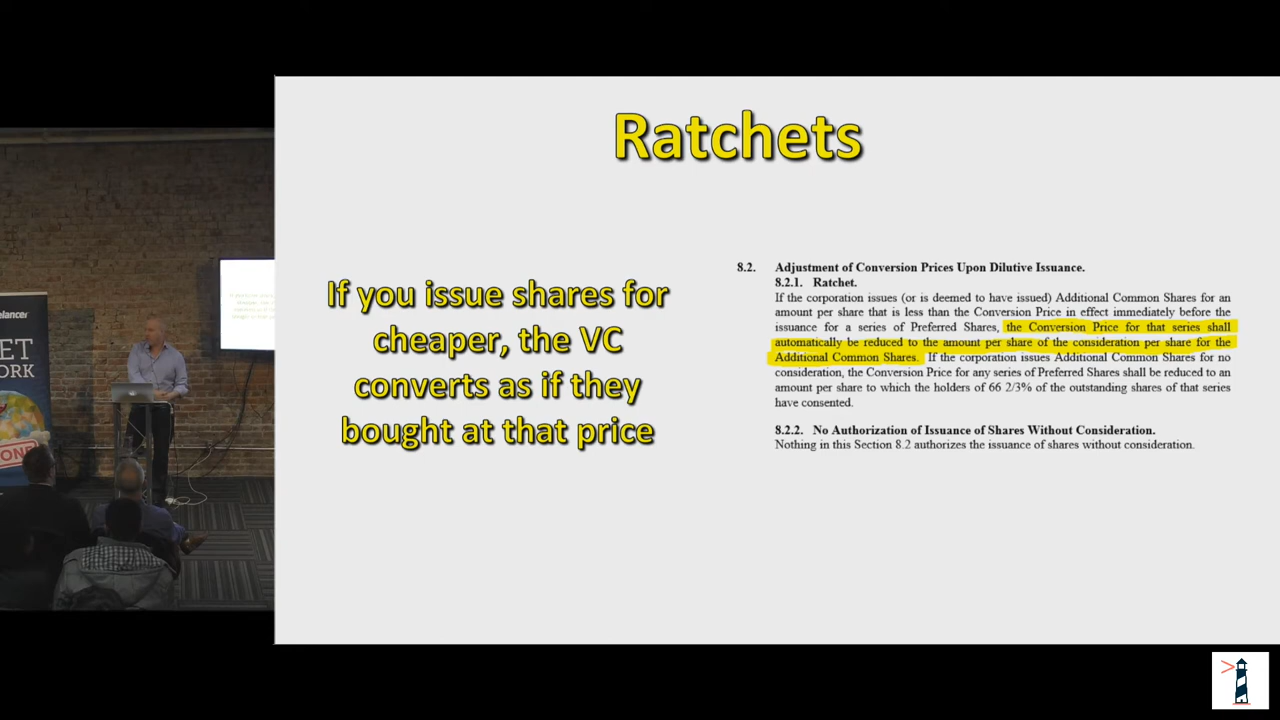 Ratchets
If you issue shares for
cheaper, the VC
converts as if they
bought at that price
8.2. Adjustment of Conversion Prices Upon Dilutive Issuance.
8.2.1. Ratchet.
If the corporation issues (or is deemed to have issued) Additional Common Shares for an
amount per share that is less than the Conversion Price in effect immediately before the
issuance for a series of Preferred Shares, the Conversion Price for that series shall
automatically be reduced to the amount per share of the consideration per share for the
Additional Common Shares. If the corporation issues Additional Common Shares for no
consideration, the Conversion Price for any series of Preferred Shares shall be reduced to an
amount per share to which the holders of 66 2/3% of the outstanding shares of that series
have consented.
8.2.2. No Authorization of Issuance of Shares Without Consideration.
Nothing in this Section 8.2 authorizes the issuance of shares without consideration.
elancer
ET
ORK
ONE